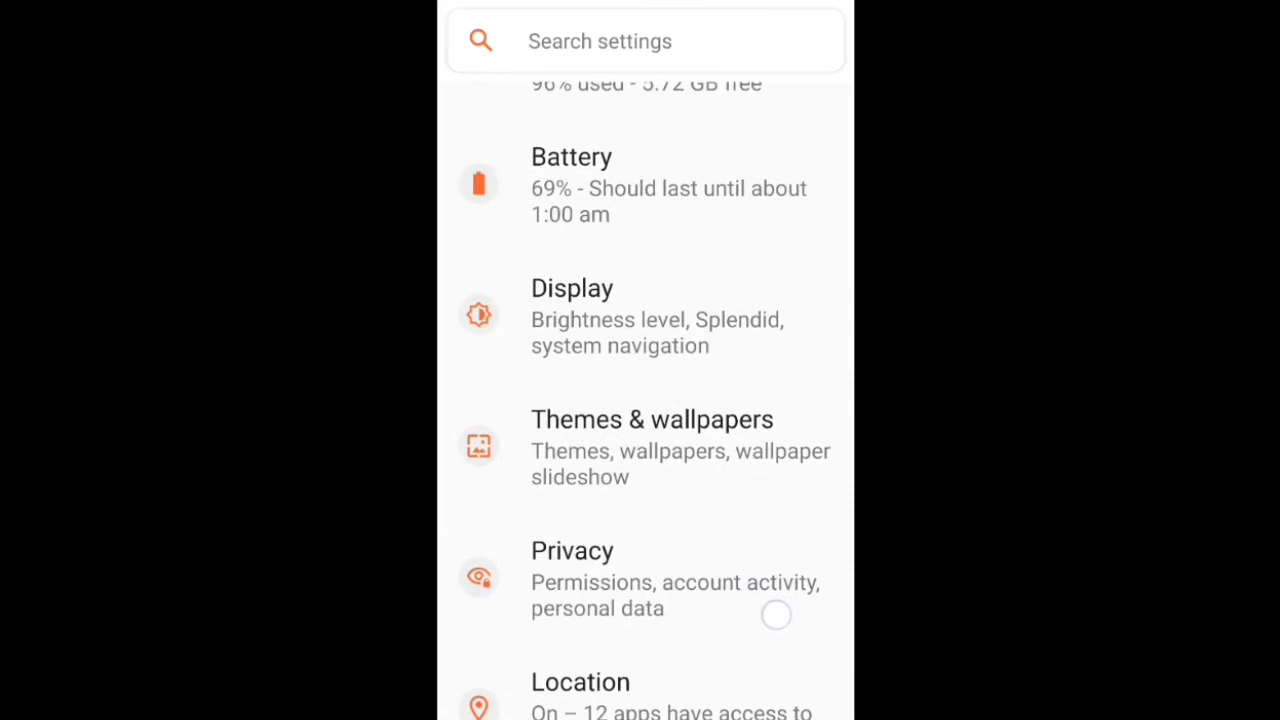 Search settings
96% used - 5.72 GB free
Battery
69% - Should last until about
1:00 am
Display
Brightness level, Splendid,
system navigation
Themes & wallpapers
Themes, wallpapers, wallpaper
slideshow
Privacy
Permissions, account activity,
personal data
Location
On – 12 apps have access to